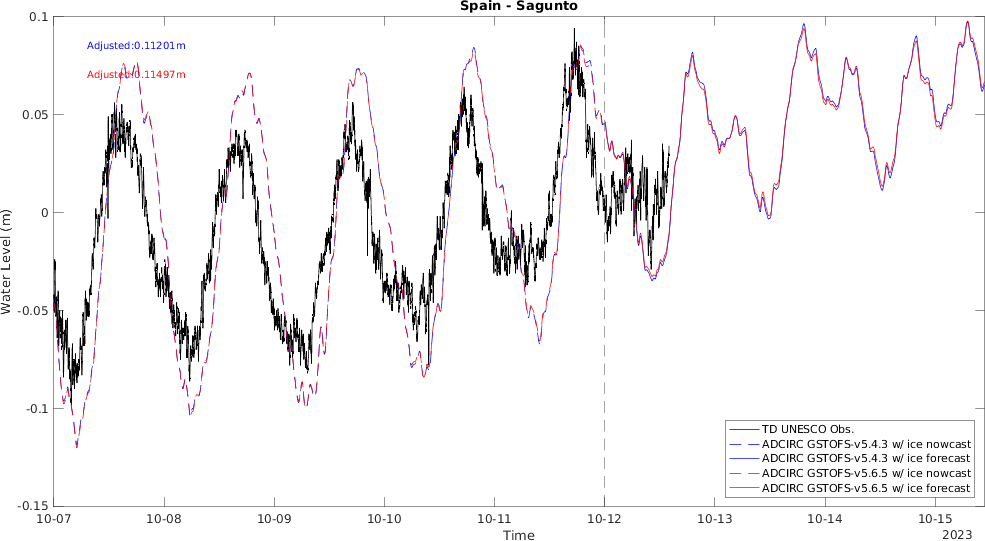 Spain - Sagunto
Adjusted:0.11201m
Adjusted:0.11497m
Water Level (m)
0.1
0.05
0
-0.05
-0.1
-0.15
10-07
10-08
10-09
10-10
10-11
10-12
10-13
10-14
10-15
Time
2023
TD UNESCO Obs.
ADCIRC GSTOFS-v5.4.3 w/ ice nowcast
ADCIRC GSTOFS-v5.4.3 w/ ice forecast
ADCIRC GSTOFS-v5.6.5 w/ ice nowcast
ADCIRC GSTOFS-v5.6.5 w/ ice forecast